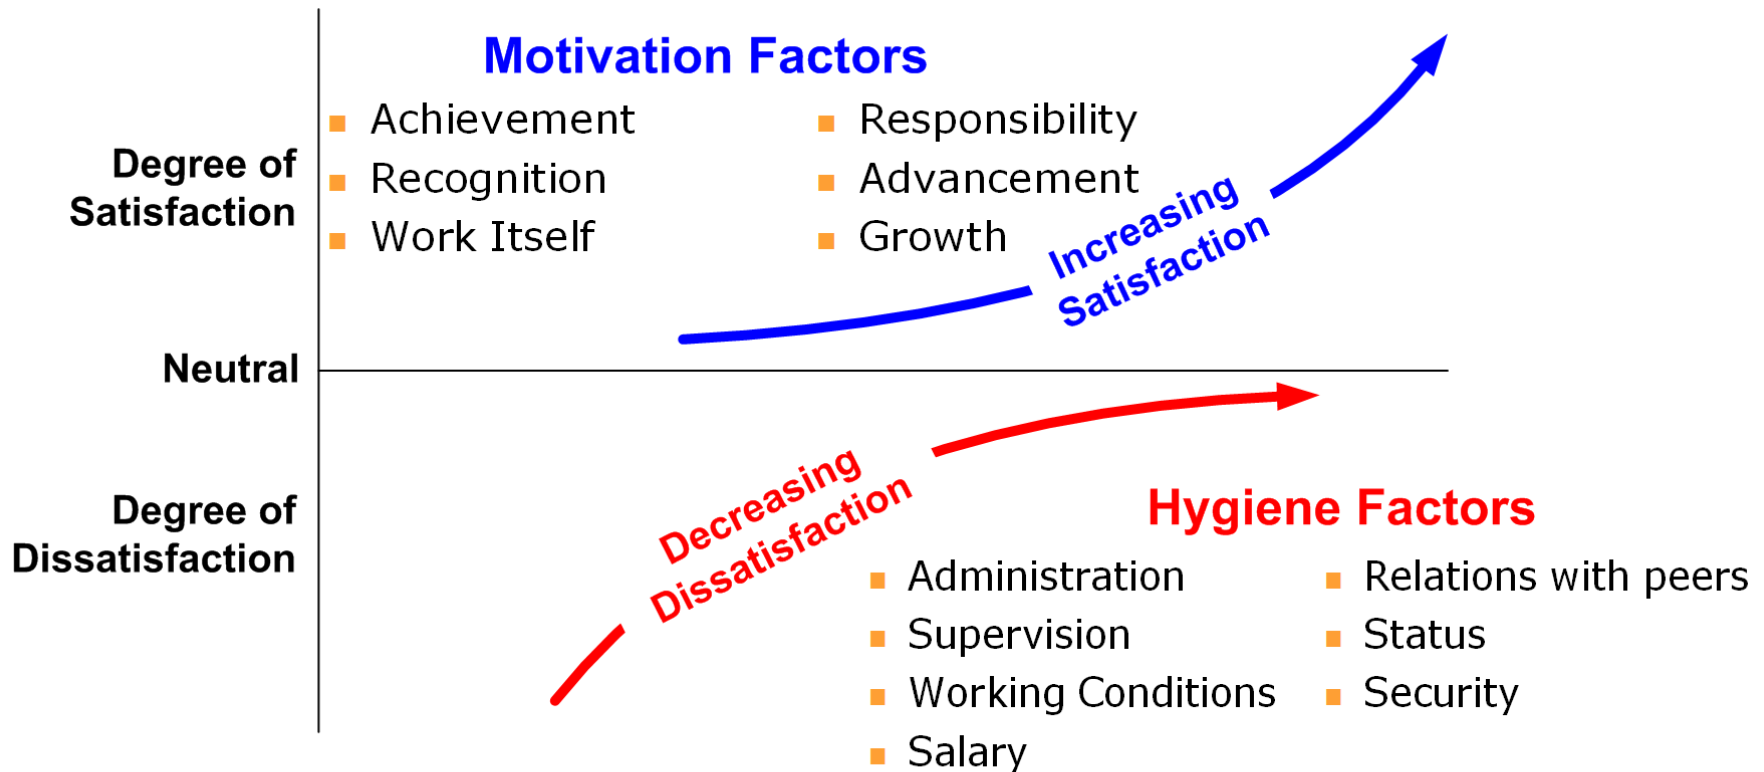 Motivation Factors
Achievement
Recognition
Work Itself
Responsibility
Advancement
Growth
Degree of
Satisfaction
Increasing
Satisfaction
Neutral
Decreasing
Dissatisfaction
Degree of
Dissatisfaction
Hygiene Factors
Administration
Supervision
Working Conditions
Salary
Relations with peers
Status
Security